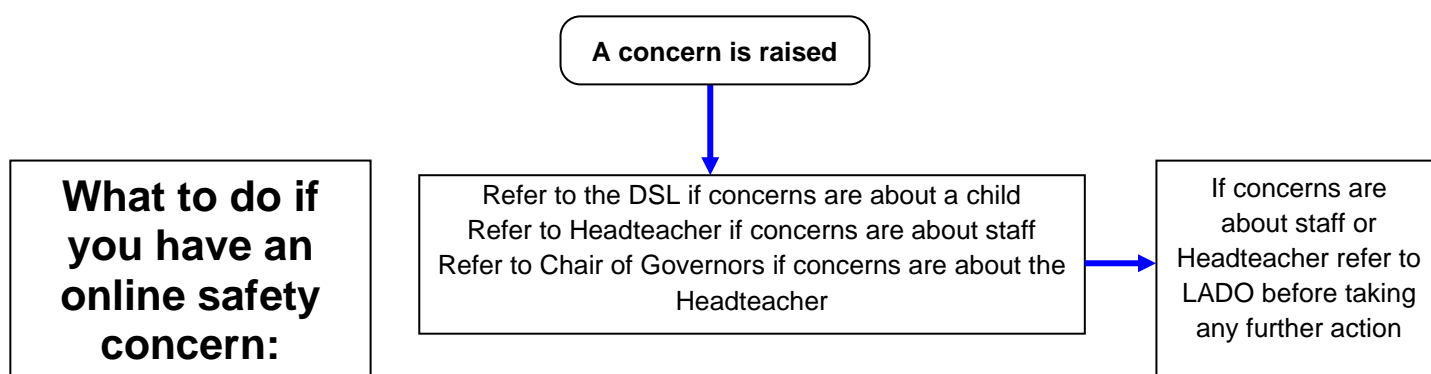 A concern is raised
What to do if
you have an
online safety
concern:
Refer to the DSL if concerns are about a child
Refer to Headteacher if concerns are about staff
Refer to Chair of Governors if concerns are about the
Headteacher
If concerns are
about staff or
Headteacher refer to
LADO before taking
any further action